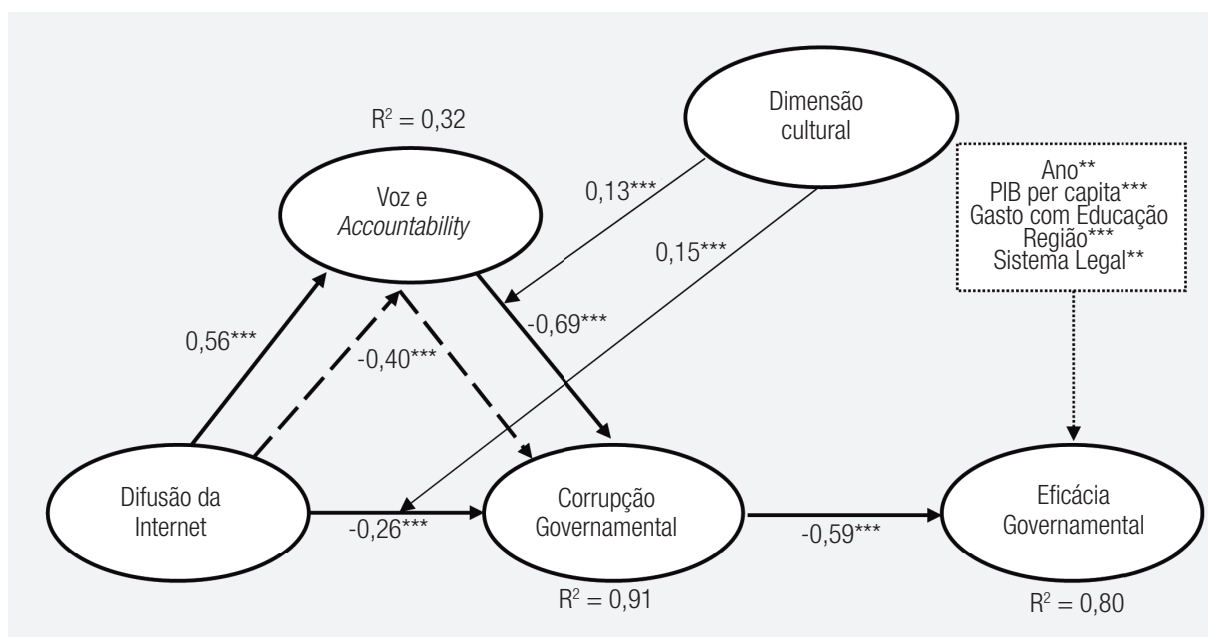 Dimensão
cultural
R² = 0,32
Voz e
Accountability
0,13***
0,15***
Ano**
PIB per capita***
Gasto com Educação
Região***
Sistema Legal**
0,56***
-0,40***
-0,69***
Difusão da
Internet
-0,26***
Corrupção
Governamental
-0,59***
Eficácia
Governamental
R² = 0,91
R² = 0,80